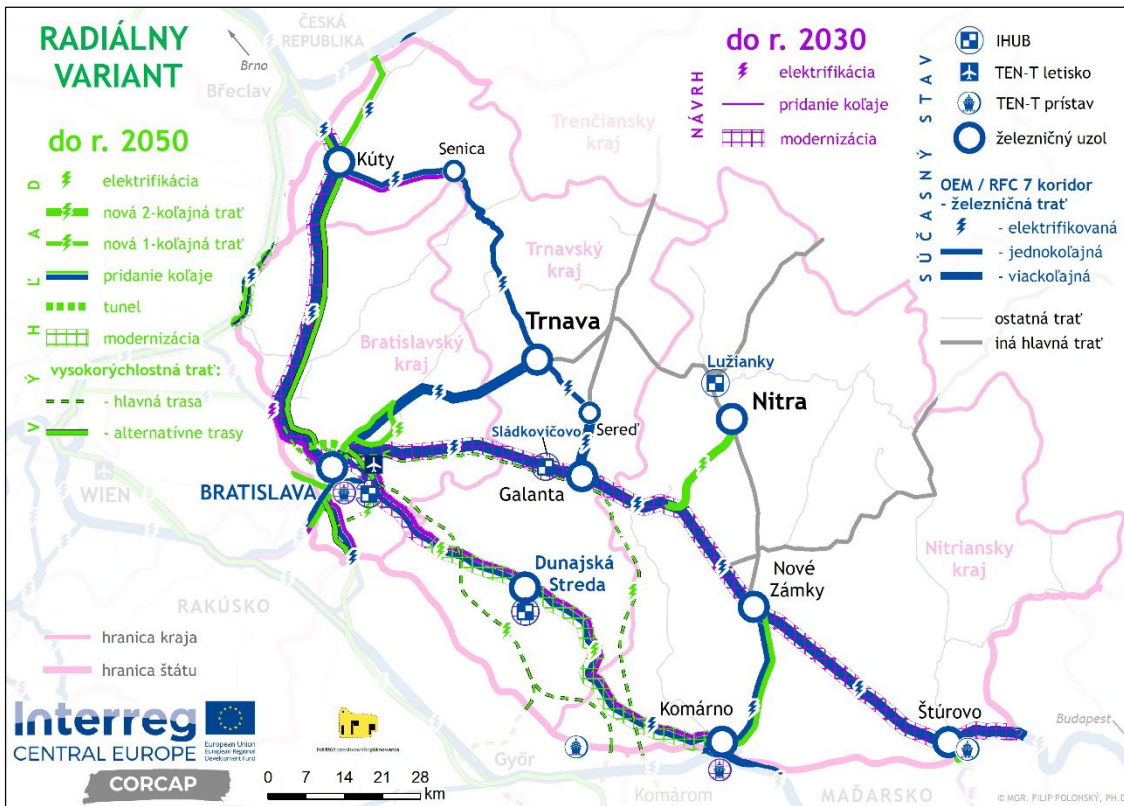 RADIÁLNY
VARIANT
do r. 2050
VÝHĽAD
elektrifikácia
nová 2-koľajná trať
nová 1-koľajná trať
pridanie koľaje
tunel
modernizácia
vysokorýchlostná trať:
- hlavná trasa
- alternatívne trasy
do r. 2030
NÁVRH
elektrifikácia
pridanie koľaje
modernizácia
SÚČASNÝ STAV
IHUB
TEN-T letisko
TEN-T prístav
železničný uzol
OEM / RFC 7 koridor
- železničná trať
- elektrifikovaná
- jednokoľajná
- viackoľajná
ostatná trať
iná hlavná trať
ČESKÁ
REPUBLIKA
Brno
Břeclav
Kúty
Senica
Trenčiansky
kraj
Trnavský
kraj
Bratislavský
kraj
Trnava
Lužianky
Nitra
Sereď
Sládkovičovo
Galanta
WIEN
BRATISLAVA
Dunajská
Streda
Nové
Zámky
Nitriansky
kraj
RAKÚSKO
Komárno
Štúrovo
Budapest
Győr
Komárom
MAĎARSKO
hranica kraja
hranica štátu
Interreg
CENTRAL EUROPE
European Union
European Regional
Development Fund
CORCAP
0 7 14 21 28
km
© MGR. FILIP POLONSKÝ, PH.D